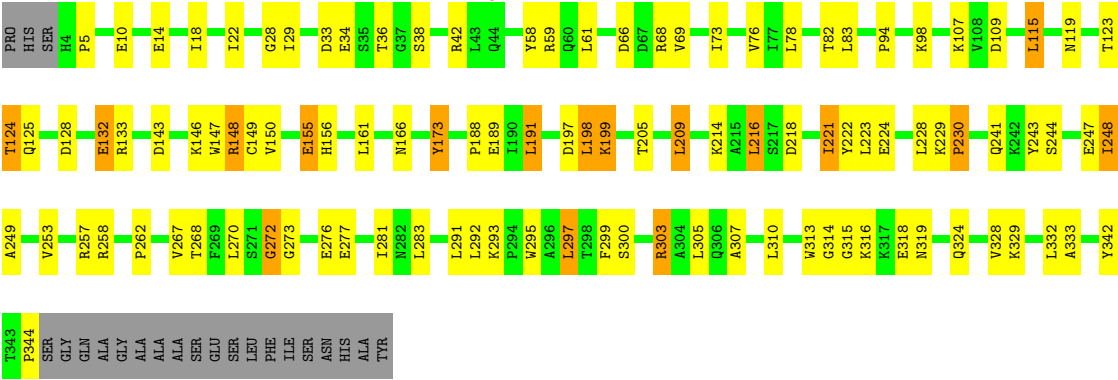 PRO HIS SER H4 P5 E10 E14 I18 I22 G28 I29 D33 E34 S35 T36 G37 S38 R42 L43 Q44 Y58 R59 Q60 L61 D66 D67 R68 V69 I73 V76 I77 L78 T82 L83 P94 K98 K107 V108 D109 L115 N119 T123
T124 Q125 D128 E132 R133 D143 K146 W147 R148 C149 V150 E155 H156 L161 N166 Y173 P188 E189 I190 L191 D197 L198 K199 T205 L209 K214 A215 L216 S217 D218 I221 Y222 L223 E224 L228 K229 P230 Q241 K242 Y243 S244 E247 I248
A249 V253 R257 R258 P262 V267 T268 F269 L270 S271 G272 G273 E276 E277 I281 N282 L283 L291 L292 K293 P294 W295 A296 L297 T298 F299 S300 R303 A304 L305 Q306 A307 L310 W313 G314 G315 K316 K317 E318 N319 Q324 V328 K329 L332 A333 Y342
T343 P344 SER GLY GLN ALA GLY ALA ALA ALA SER GLU SER LEU PHE ILE SER ASN HIS ALA TYR